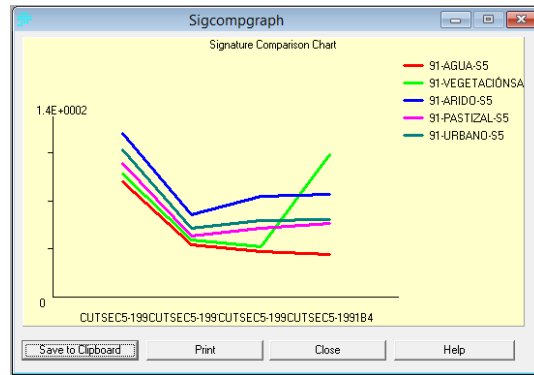 Sigcompgraph
Signature Comparison Chart
91-AGUA-S5
91-VEGETACIÓNSA
91-ARIDO-S5
91-PASTIZAL-S5
91-URBANO-S5
1.4E+0002
0
CUTSEC5-199CUTSEC5-199CUTSEC5-199CUTSEC5-1991B4
Save to Clipboard
Print
Close
Help